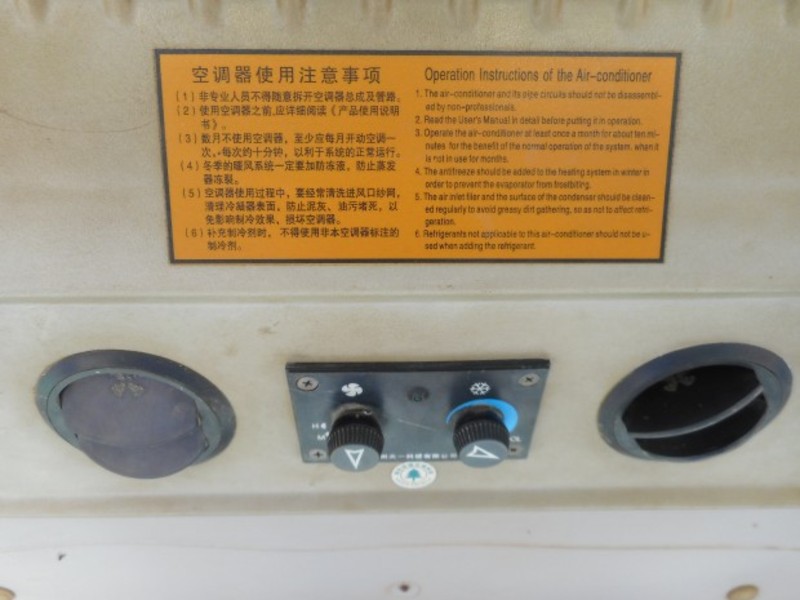 空调器使用注意事项
(1) 非专业人员不得随意拆开空调器总成及管路。
(2) 使用空调器之前,应详细阅读《产品使用说明
书》。
(3) 数月不使用空调器，至少应每月开动空调一
次,每次约十分钟，以利于系统的正常运行。
(4) 冬季的暖风系统一定要加防冻液，防止蒸发
器冻裂。
(5) 空调器使用过程中，要经常清洗进风口纱网，
清理冷凝器表面，防止泥灰、油污堵死，以
免影响制冷效果、损坏空调器。
(6) 补充制冷剂时，不得使用非本空调器标注的
制冷剂。
Operation Instructions of the Air-conditioner
1. The air-conditioner and its pipe circuits should not be disassembl-
ed by non-professionals.
2. Read the User's Manual in detail before putting it in operation.
3. Operate the air-conditioner at least once a month for about ten mi-
nutes for the benefit of the normal operation of the system, when it
is not in use for months.
4. The antifreeze should be added to the heating system in winter in
order to prevent the evaporator from frostbiting.
5. The air inlet filer and the surface of the condenser should be clean-
ed regularly to avoid greasy dirt gathering, so as not to affect refri-
geration.
6. Refrigerants not applicable to this air-conditioner should not be u-
sed when adding the refrigerant.